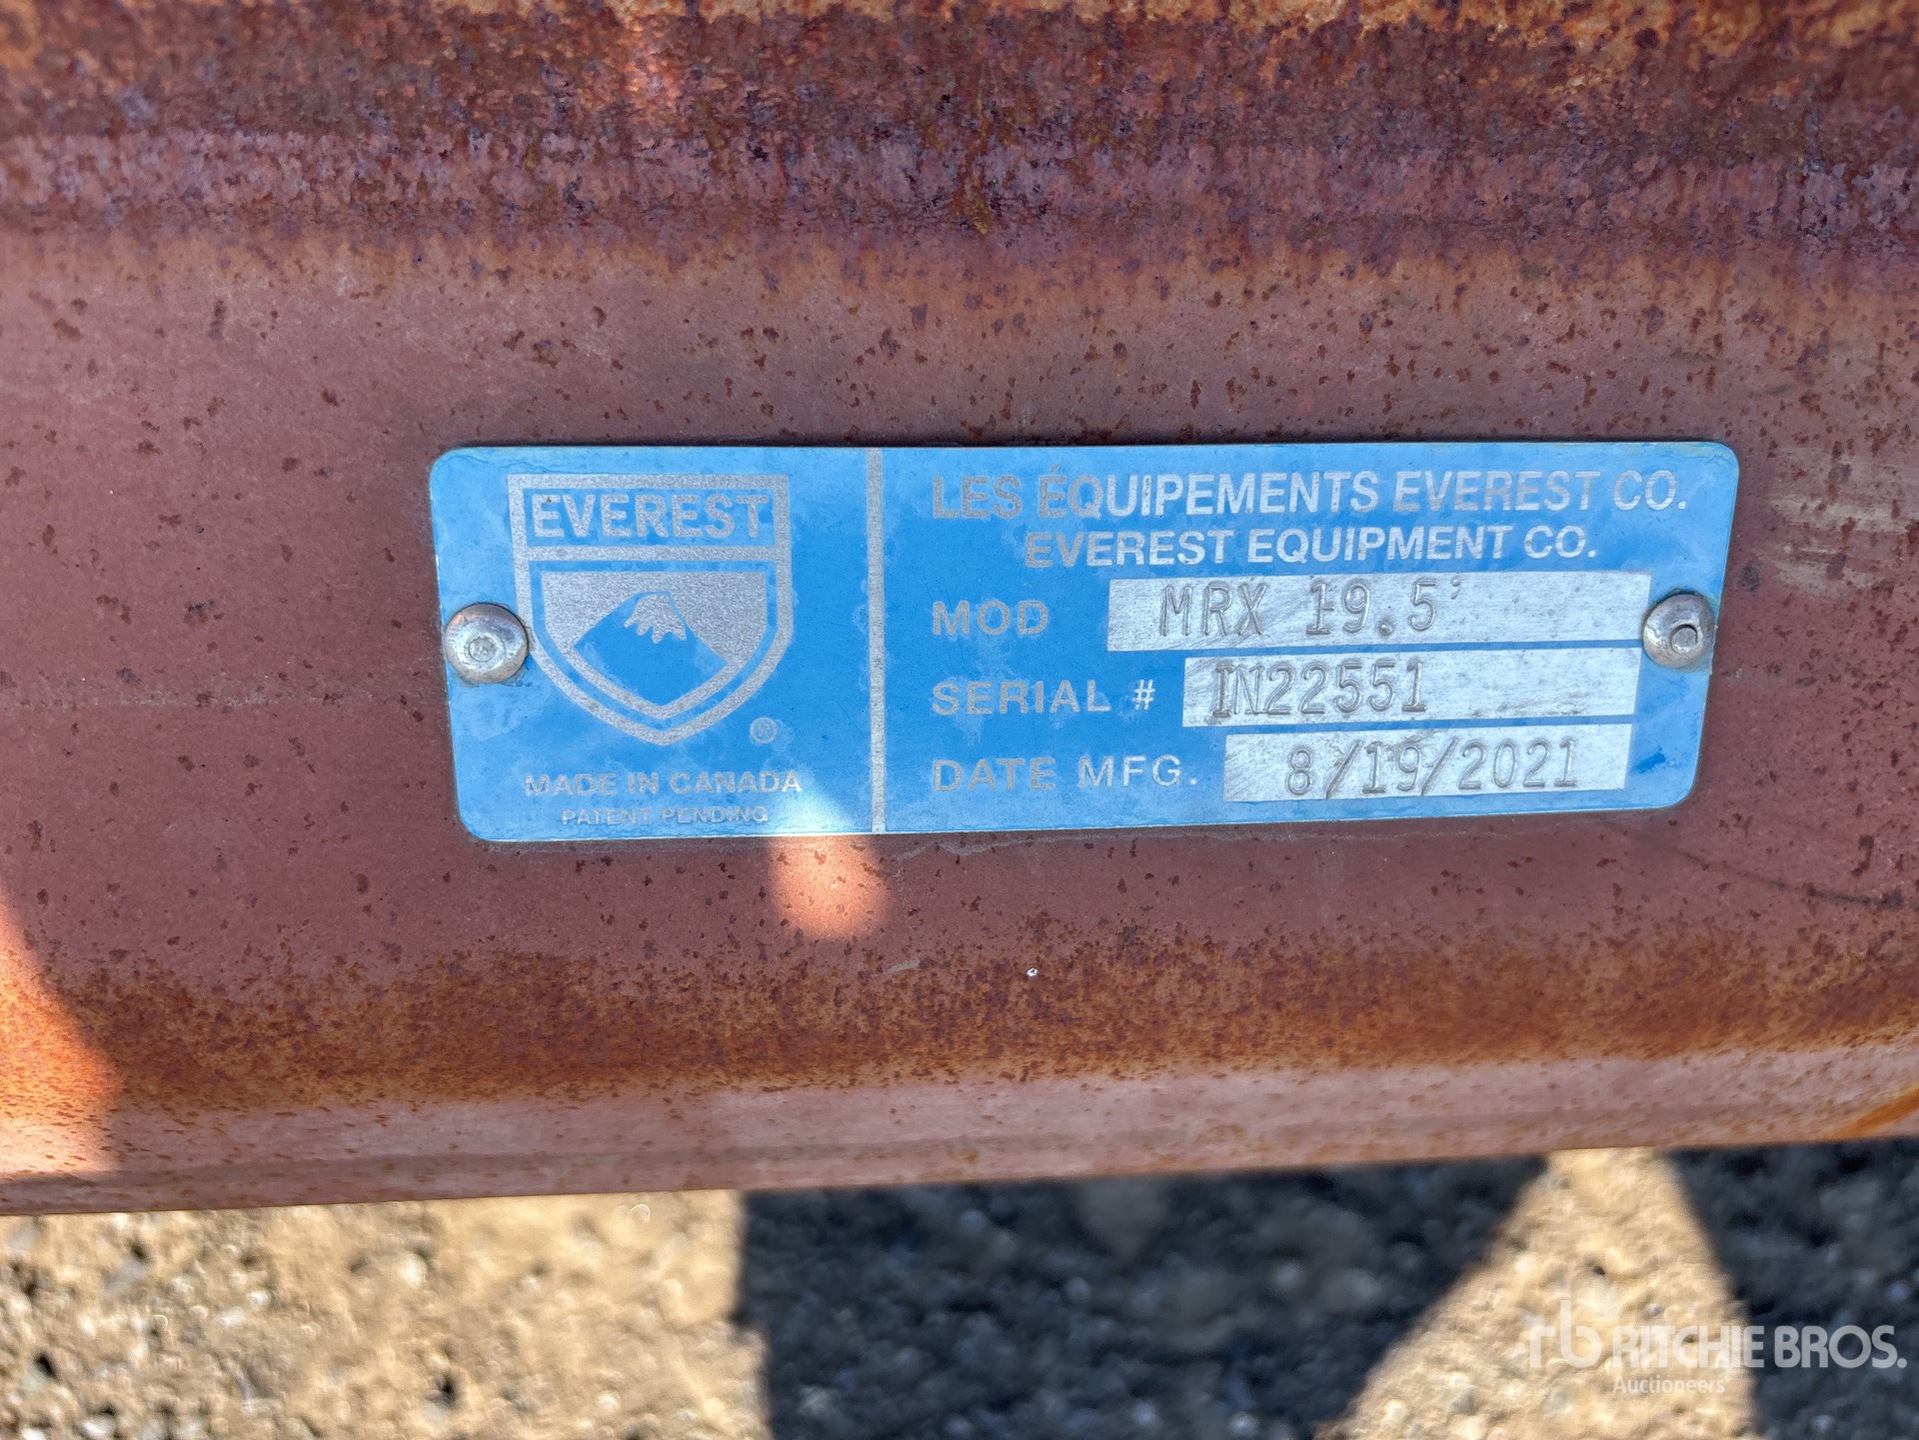 EVEREST
®
MADE IN CANADA
PATENT PENDING
LES ÉQUIPEMENTS EVEREST CO.
EVEREST EQUIPMENT CO.
MOD MRX 19.5'
SERIAL # IN22551
DATE MFG. 8/19/2021
rb RITCHIE BROS.
Auctioneers